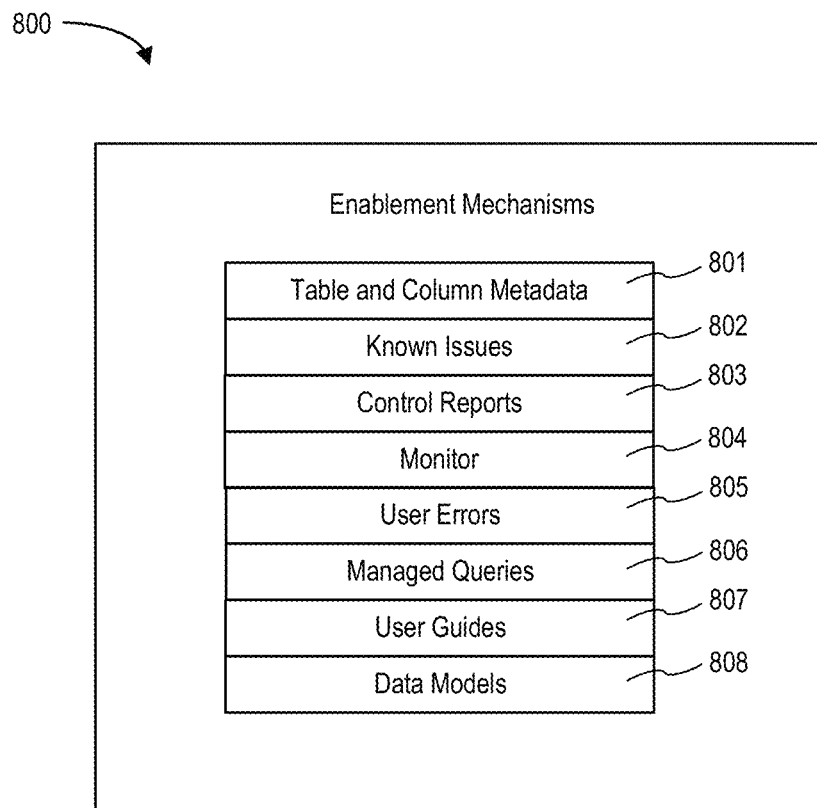 800
Enablement Mechanisms
Table and Column Metadata 801
Known Issues 802
Control Reports 803
Monitor 804
User Errors 805
Managed Queries 806
User Guides 807
Data Models 808